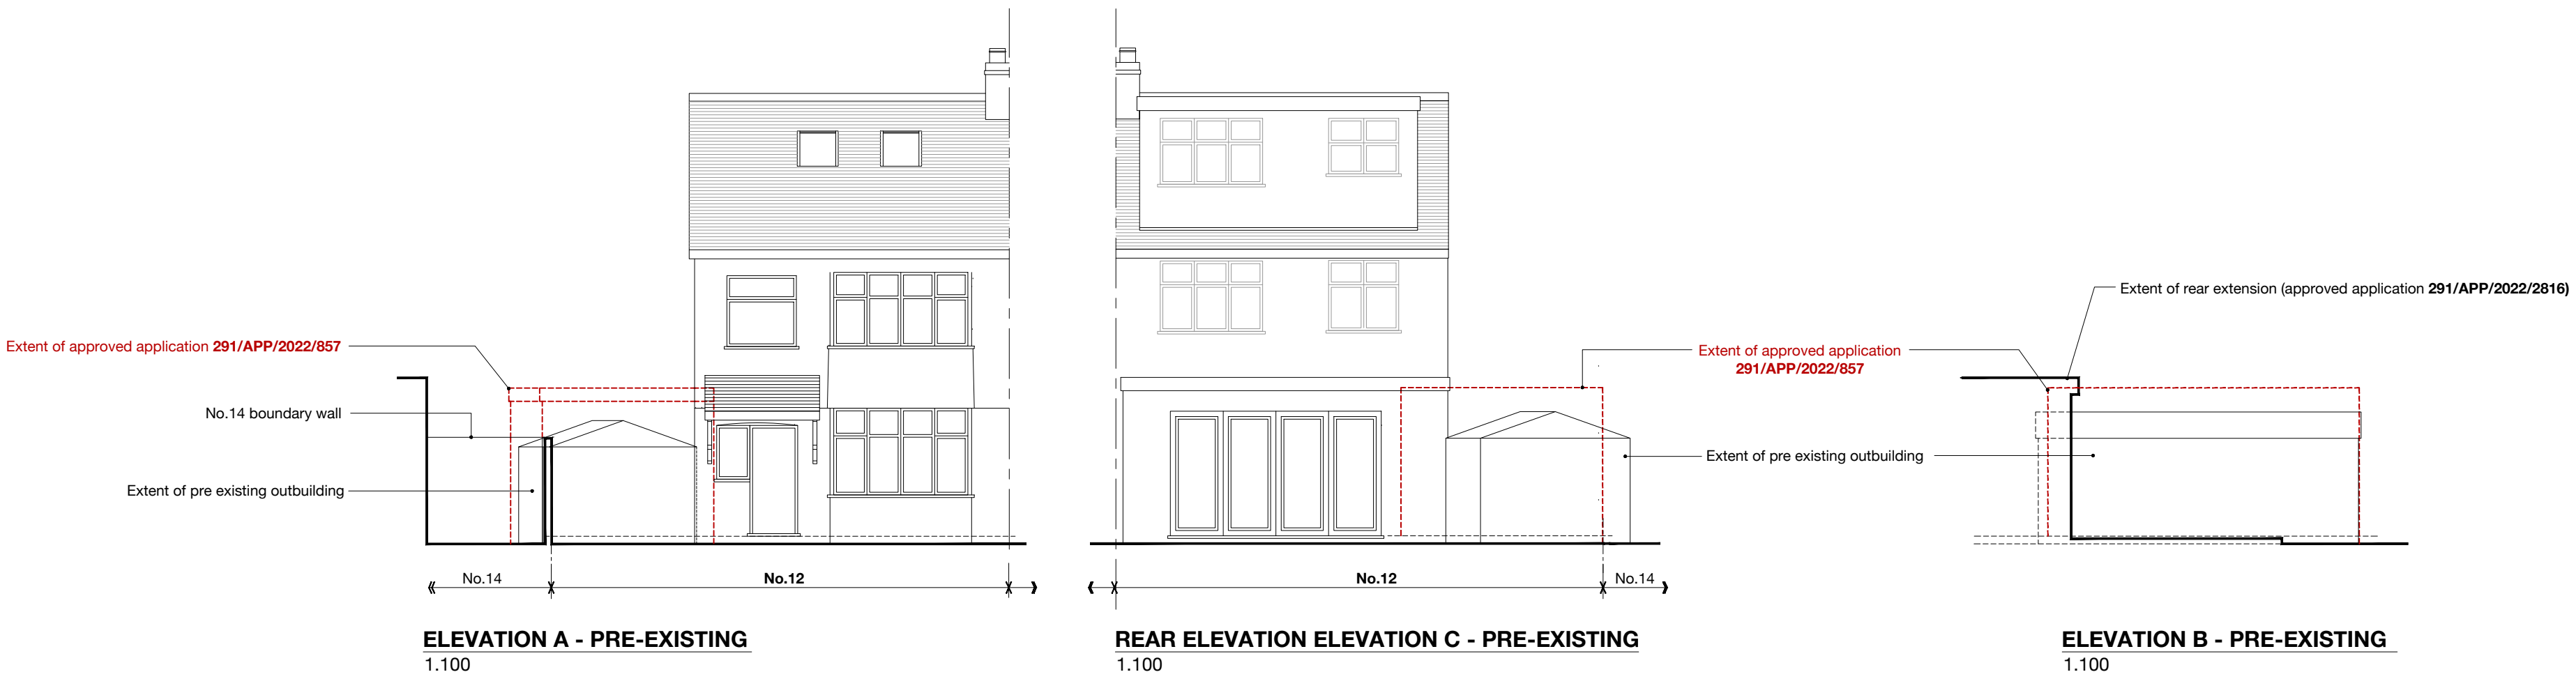 Extent of rear extension (approved application 291/APP/2022/2816)
Extent of approved application 291/APP/2022/857
Extent of approved application
291/APP/2022/857
No.14 boundary wall
Extent of pre existing outbuilding
Extent of pre existing outbuilding
No.14
No.12
No.12
No.14
ELEVATION A - PRE-EXISTING
1.100
REAR ELEVATION ELEVATION C - PRE-EXISTING
1.100
ELEVATION B - PRE-EXISTING
1.100